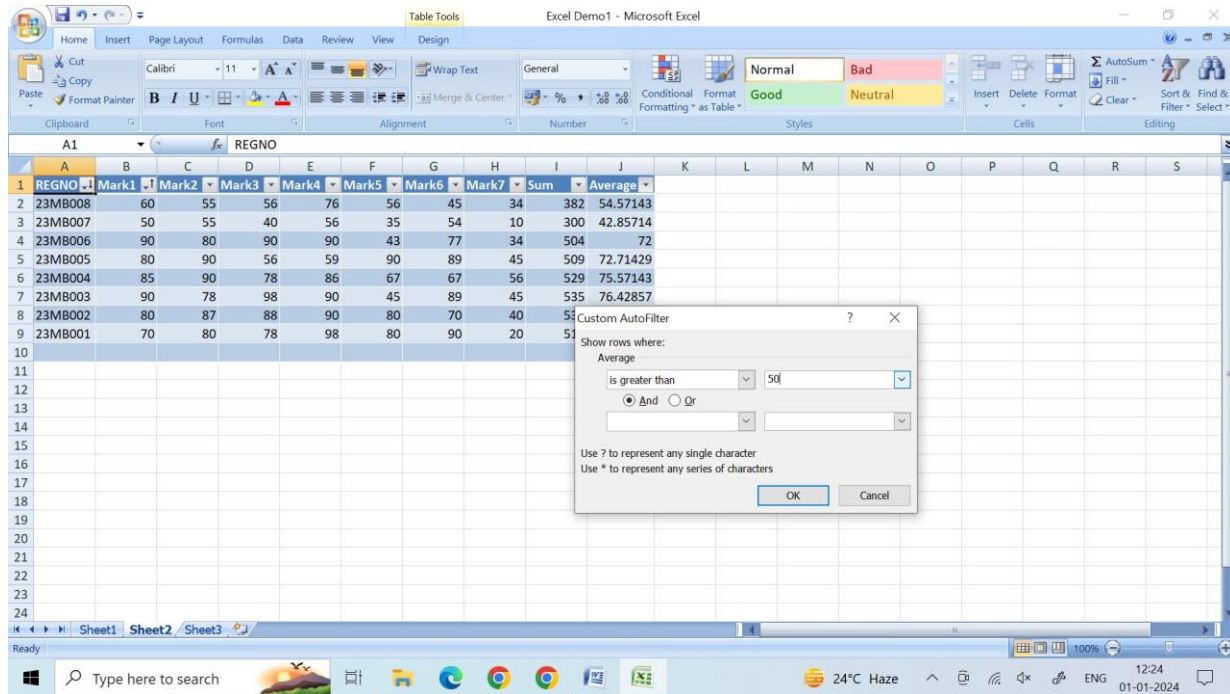 Table Tools Excel Demo1 - Microsoft Excel
Home Insert Page Layout Formulas Data Review View Design
Paste
Cut
Copy
Format Painter
Clipboard
Calibri 11 A A
B I U A
Font
Wrap Text
Merge & Center
Alignment
General
% ,
Number
Conditional Formatting
Format as Table
Normal Bad
Good Neutral
Styles
Insert Delete Format
Cells
Σ AutoSum
Fill
Clear
Sort & Filter
Find & Select
Editing
A1 fx REGNO
A B C D E F G H I J K L M N O P Q R S
1 REGNO Mark1 Mark2 Mark3 Mark4 Mark5 Mark6 Mark7 Sum Average
2 23MB008 60 55 56 76 56 45 34 382 54.57143
3 23MB007 50 55 40 56 35 54 10 300 42.85714
4 23MB006 90 80 90 90 43 77 34 504 72
5 23MB005 80 90 56 59 90 89 45 509 72.71429
6 23MB004 85 90 78 86 67 67 56 529 75.57143
7 23MB003 90 78 98 90 45 89 45 535 76.42857
8 23MB002 80 87 88 90 80 70 40
9 23MB001 70 80 78 98 80 90 20
10
11
12
13
14
15
16
17
18
19
20
21
22
23
24
Custom AutoFilter ? X
Show rows where:
Average
is greater than 50
And Or
Use ? to represent any single character
Use * to represent any series of characters
OK Cancel
Sheet1 Sheet2 Sheet3
Ready 100%
Type here to search 24°C Haze ENG 12:24
01-01-2024